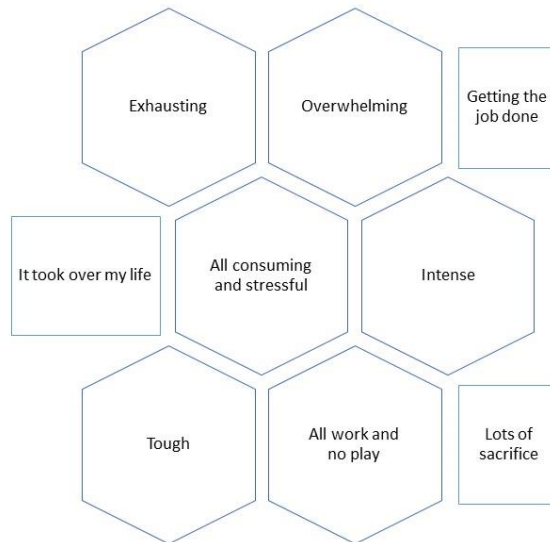 Exhausting
Overwhelming
Getting the
job done
It took over my life
All consuming
and stressful
Intense
Tough
All work and
no play
Lots of
sacrifice